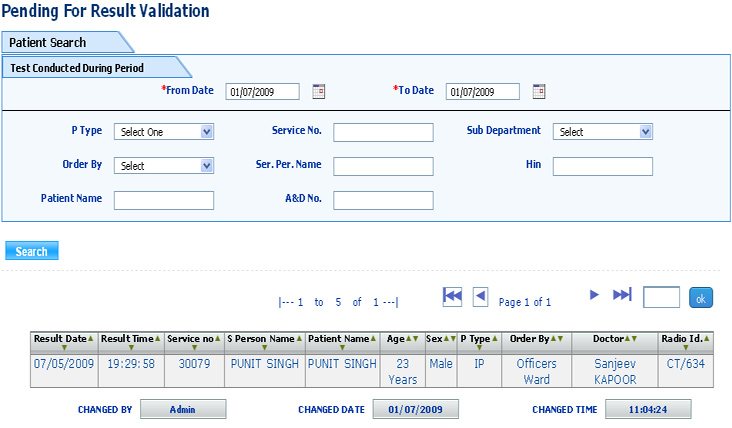 Pending For Result Validation
Patient Search
Test Conducted During Period
*From Date 01/07/2009 *To Date 01/07/2009
P Type Select One Service No. Sub Department Select
Order By Select Ser. Per. Name Hin
Patient Name A&D No.
Search
|--- 1 to 5 of 1 ---| Page 1 of 1 ok
Result Date Result Time Service no S Person Name Patient Name Age Sex P Type Order By Doctor Radio Id.
07/05/2009 19:29:58 30079 PUNIT SINGH PUNIT SINGH 23 Male IP Officers Sanjeev CT/634
Years Ward KAPOOR
CHANGED BY Admin CHANGED DATE 01/07/2009 CHANGED TIME 11:04:24